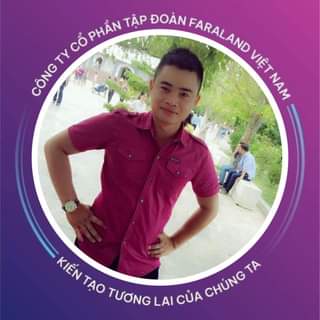 CÔNG TY CỔ PHẦN TẬP ĐOÀN FARALAND VIỆT NAM
KIẾN TẠO TƯƠNG LAI CỦA CHÚNG TA